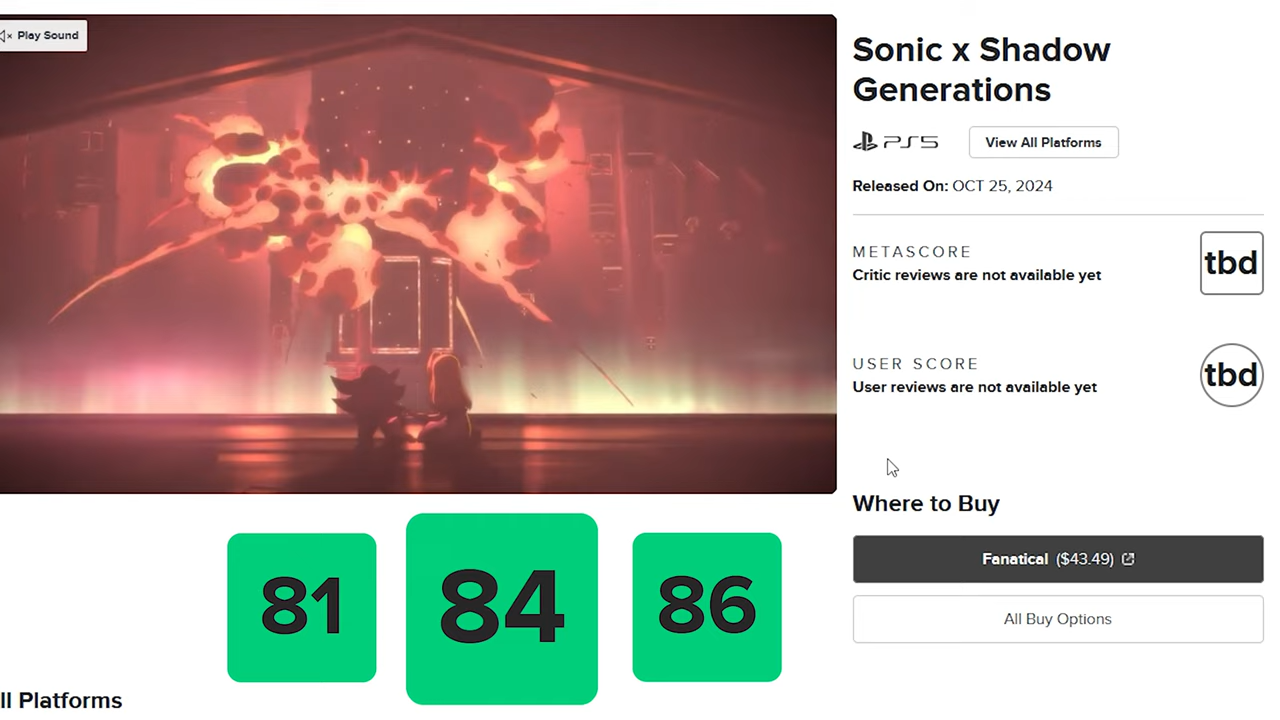 Play Sound
Sonic x Shadow
Generations
PS5
View All Platforms
Released On: OCT 25, 2024
METASCORE
Critic reviews are not available yet
tbd
USER SCORE
User reviews are not available yet
tbd
Where to Buy
Fanatical ($43.49)
All Buy Options
81
84
86
ll Platforms